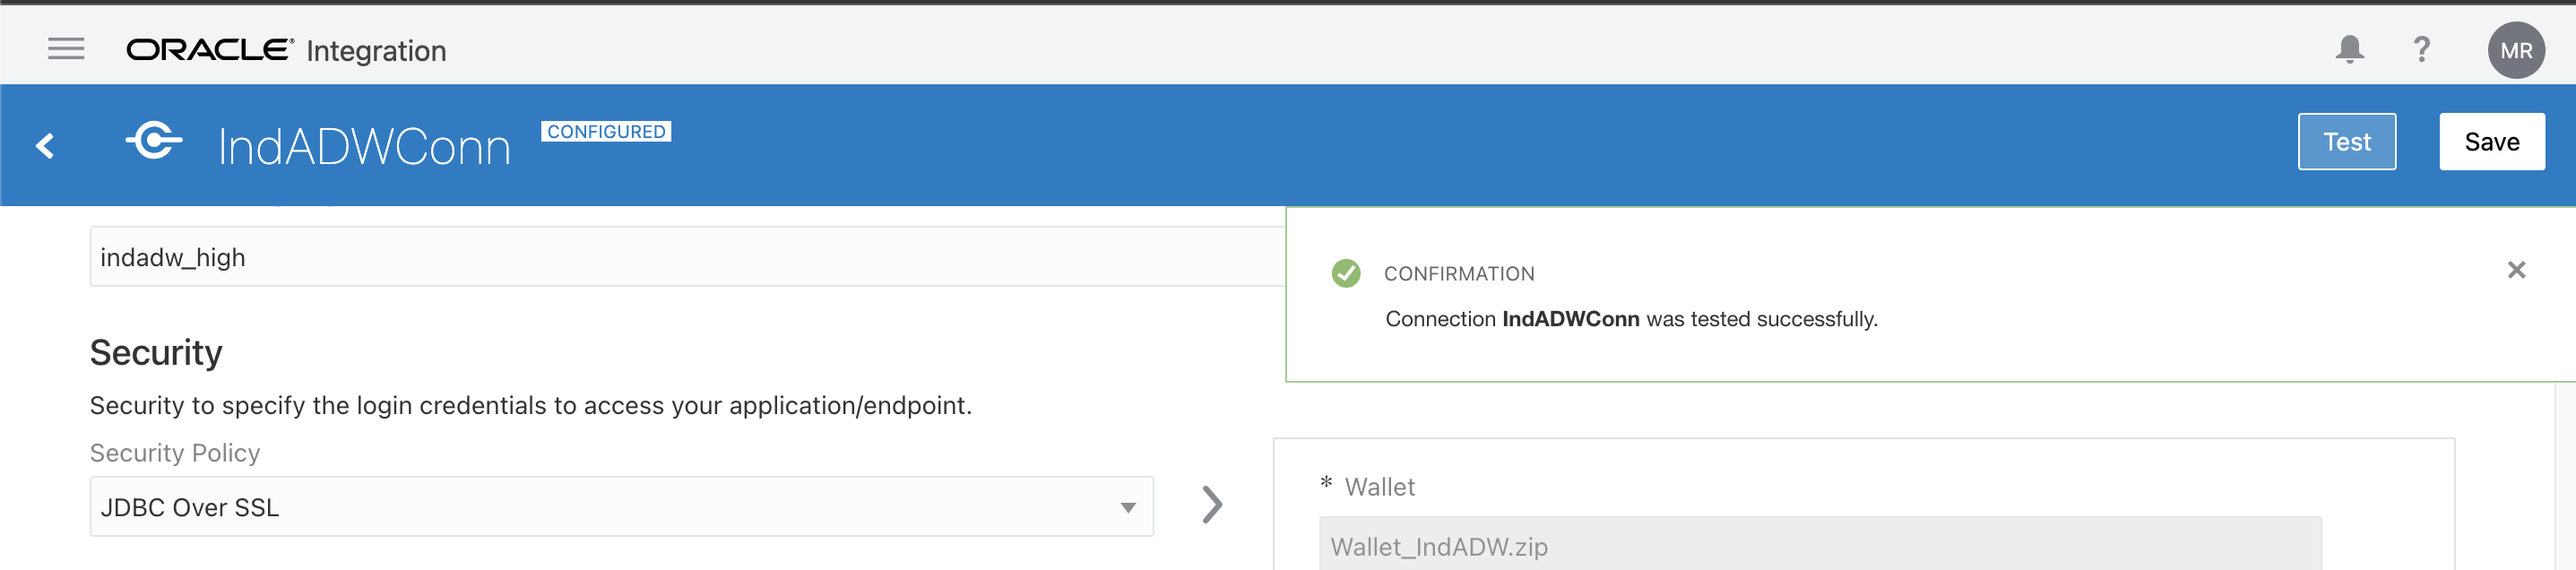 ORACLE Integration
?
MR
IndADWConn
CONFIGURED
Test
Save
indadw_high
CONFIRMATION
Connection IndADWConn was tested successfully.
Security
Security to specify the login credentials to access your application/endpoint.
Security Policy
JDBC Over SSL
* Wallet
Wallet_IndADW.zip